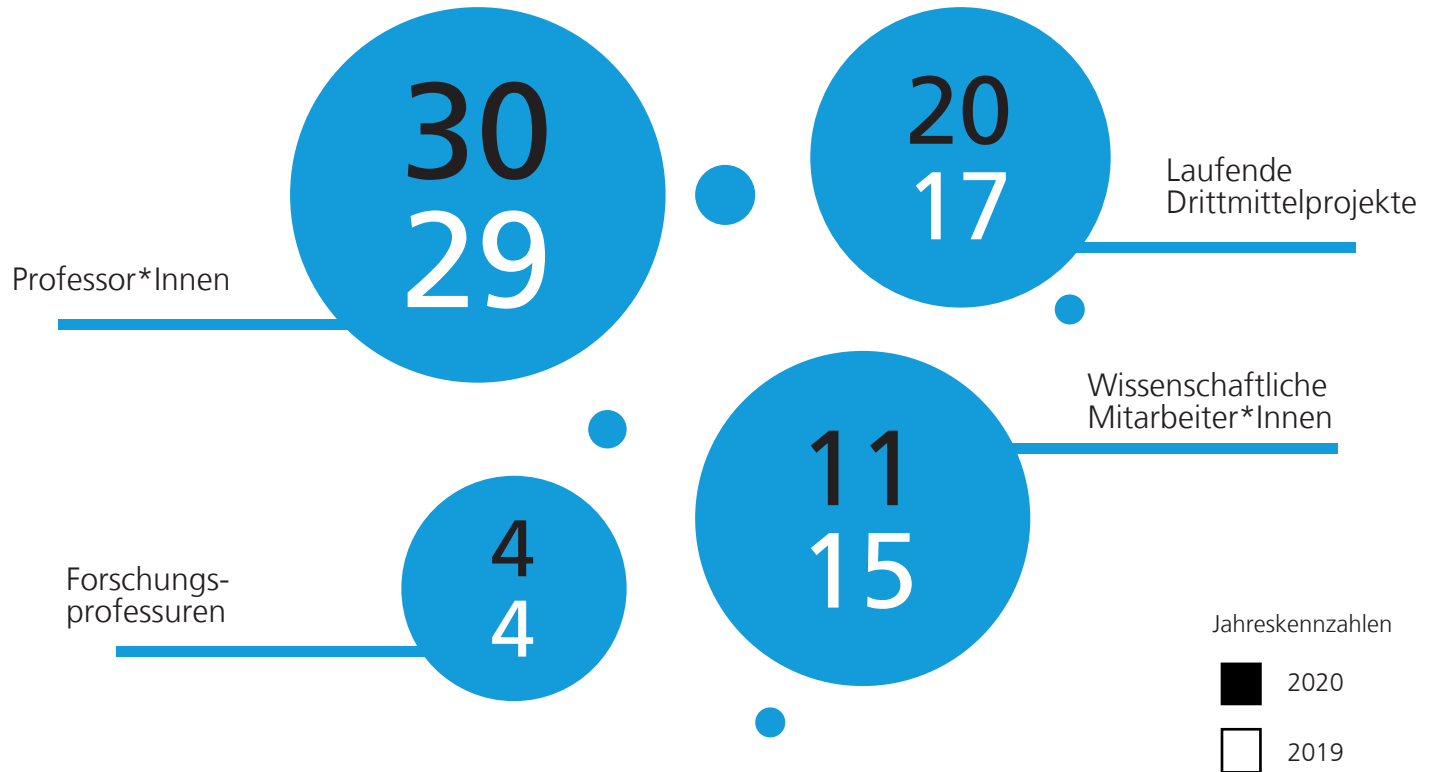 30
29
Professor*Innen
20
17
Laufende
Drittmittelprojekte
11
15
Wissenschaftliche
Mitarbeiter*Innen
4
4
Forschungs-
professuren
Jahreskennzahlen
2020
2019